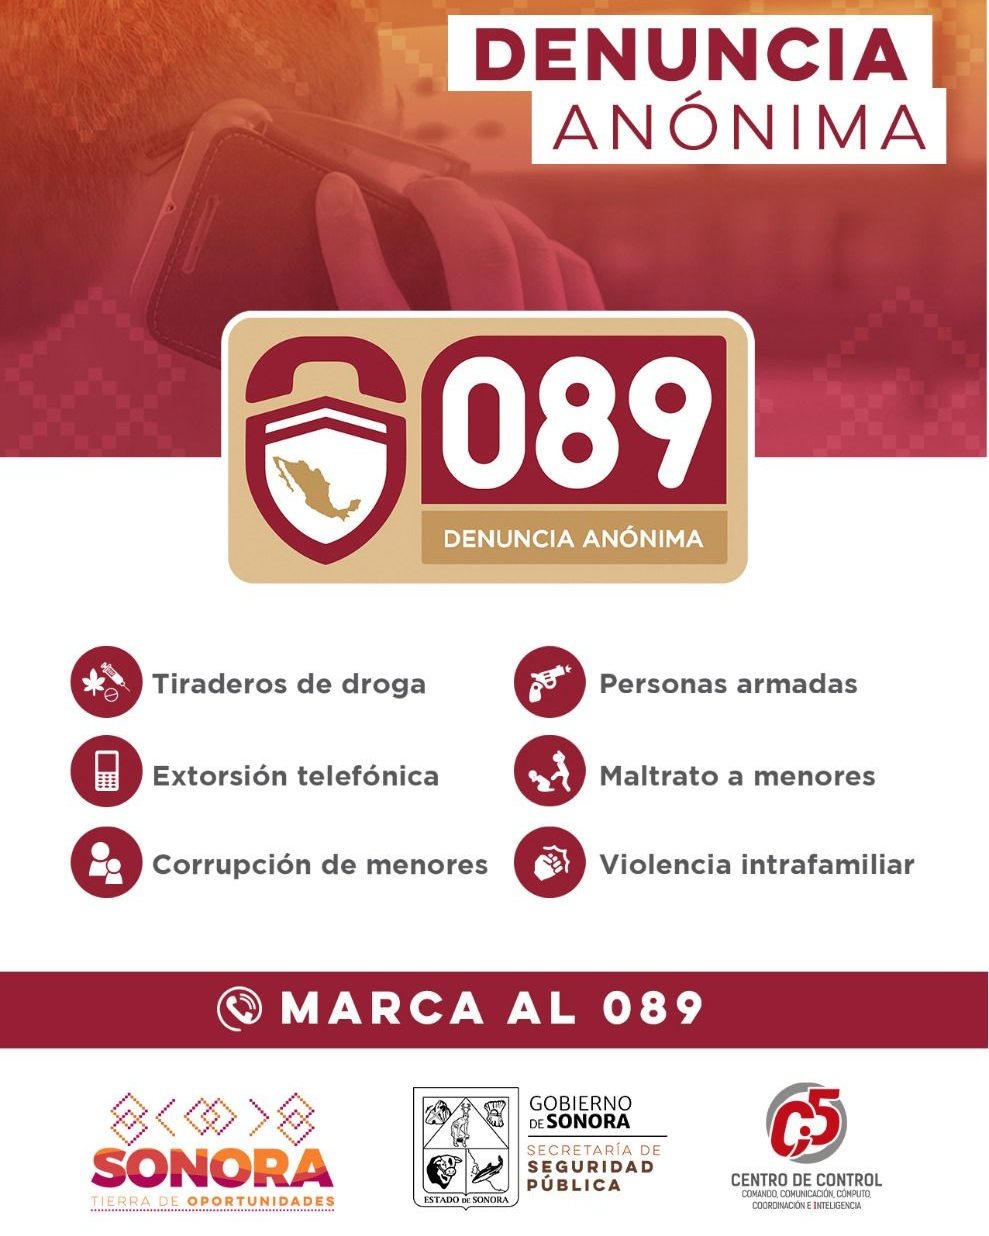 DENUNCIA
ANÓNIMA
089
DENUNCIA ANÓNIMA
Tiraderos de droga
Personas armadas
Extorsión telefónica
Maltrato a menores
Corrupción de menores
Violencia intrafamiliar
MARCA AL 089
SONORA
TIERRA DE OPORTUNIDADES
ESTADO DE SONORA
GOBIERNO
DE SONORA
SECRETARÍA DE
SEGURIDAD
PÚBLICA
C5
CENTRO DE CONTROL
COMANDO, COMUNICACIÓN, CÓMPUTO,
COORDINACIÓN E INTELIGENCIA